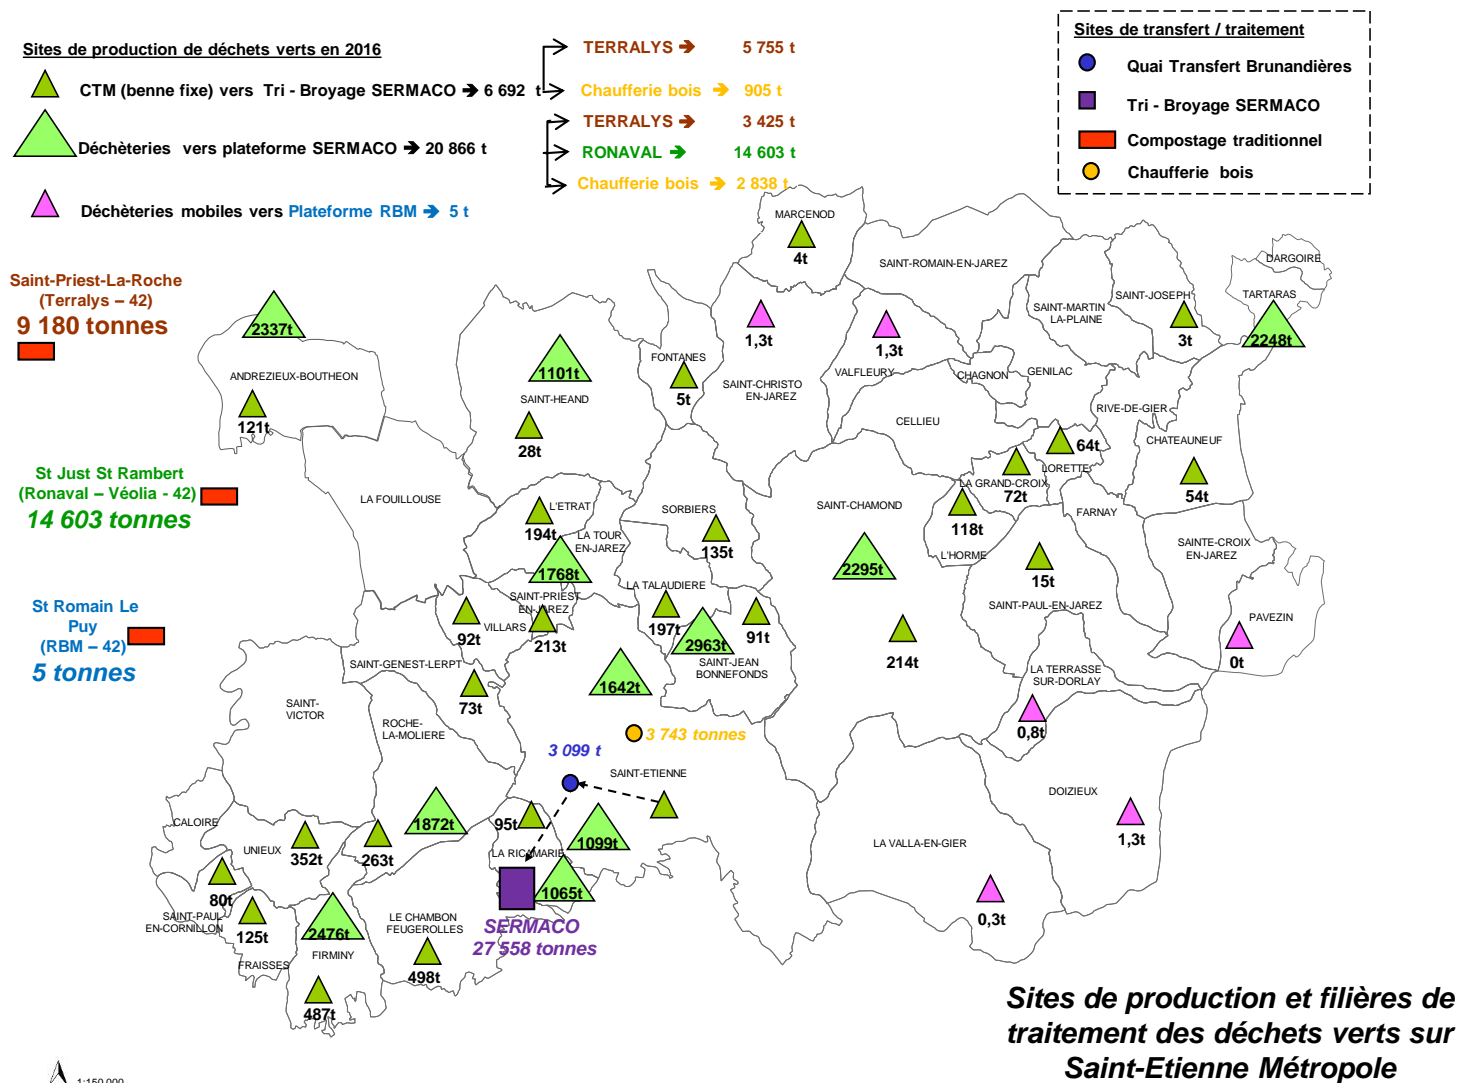 Sites de production de déchets verts en 2016
CTM (benne fixe) vers Tri - Broyage SERMACO ➔ 6 692 t
Déchèteries vers plateforme SERMACO ➔ 20 866 t
Déchèteries mobiles vers Plateforme RBM ➔ 5 t
TERRALYS ➔ 5 755 t
Chaufferie bois ➔ 905 t
TERRALYS ➔ 3 425 t
RONAVAL ➔ 14 603 t
Chaufferie bois ➔ 2 838 t
Sites de transfert / traitement
Quai Transfert Brunandières
Tri - Broyage SERMACO
Compostage traditionnel
Chaufferie bois
Saint-Priest-La-Roche
(Terralys – 42)
9 180 tonnes
St Just St Rambert
(Ronaval – Véolia - 42)
14 603 tonnes
St Romain Le
Puy
(RBM – 42)
5 tonnes
MARCENOD
4t
SAINT-ROMAIN-EN-JAREZ
DARGOIRE
TARTARAS
2248t
SAINT-JOSEPH
3t
SAINT-MARTIN
LA-PLAINE
2337t
ANDREZIEUX-BOUTHEON
121t
1101t
SAINT-HEAND
28t
FONTANES
5t
1,3t
SAINT-CHRISTO
EN-JAREZ
1,3t
VALFLEURY
CHAGNON
GENILAC
CELLIEU
RIVE-DE-GIER
CHATEAUNEUF
54t
64t
LORETTE
LA GRAND-CROIX
72t
LA FOUILLOUSE
L'ETRAT
194t
LA TOUR
EN-JAREZ
1768t
SORBIERS
135t
SAINT-CHAMOND
2295t
214t
118t
L'HORME
FARNAY
SAINTE-CROIX
EN-JAREZ
15t
SAINT-PAUL-EN-JAREZ
PAVEZIN
0t
LA TALAUDIERE
197t
SAINT-PRIEST
EN-JAREZ
213t
VILLARS
92t
2963t
91t
SAINT-JEAN
BONNEFONDS
SAINT-GENEST-LERPT
73t
1642t
LA TERRASSE
SUR-DORLAY
0,8t
SAINT-
VICTOR
ROCHE-
LA-MOLIERE
3 743 tonnes
3 099 t
SAINT-ETIENNE
DOIZIEUX
1,3t
CALOIRE
UNIEUX
352t
263t
1872t
95t
LA RICAMARIE
1099t
1065t
LA VALLA-EN-GIER
0,3t
80t
SAINT-PAUL
EN-CORNILLON
125t
FRAISSES
2476t
FIRMINY
487t
LE CHAMBON
FEUGEROLLES
498t
SERMACO
27 558 tonnes
Sites de production et filières de
traitement des déchets verts sur
Saint-Etienne Métropole
1:150 000